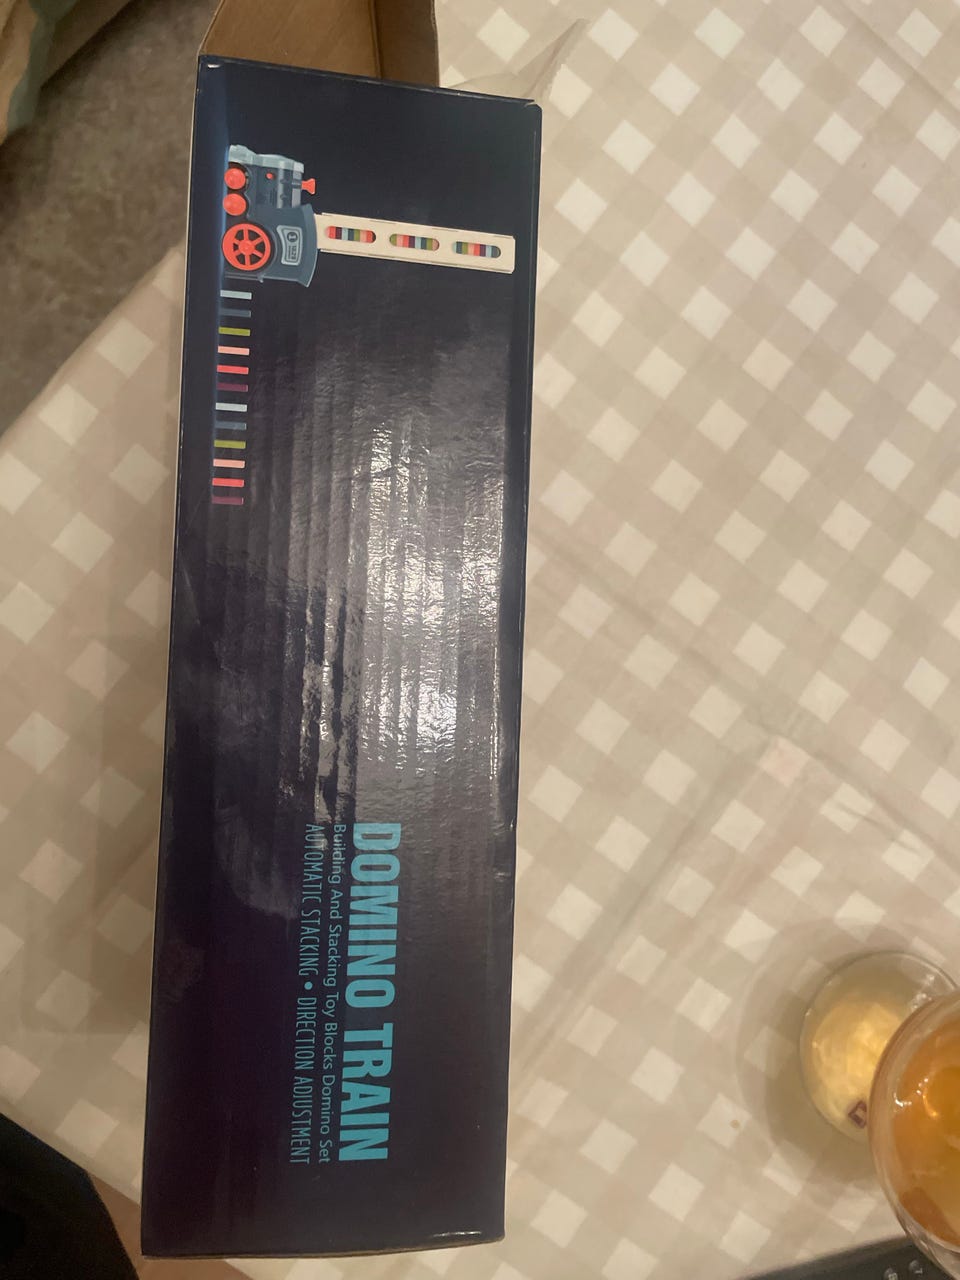 DOMINO TRAIN
Building And Stacking Toy Blocks Domino Set
AUTOMATIC STACKING • DIRECTION ADJUSTMENT